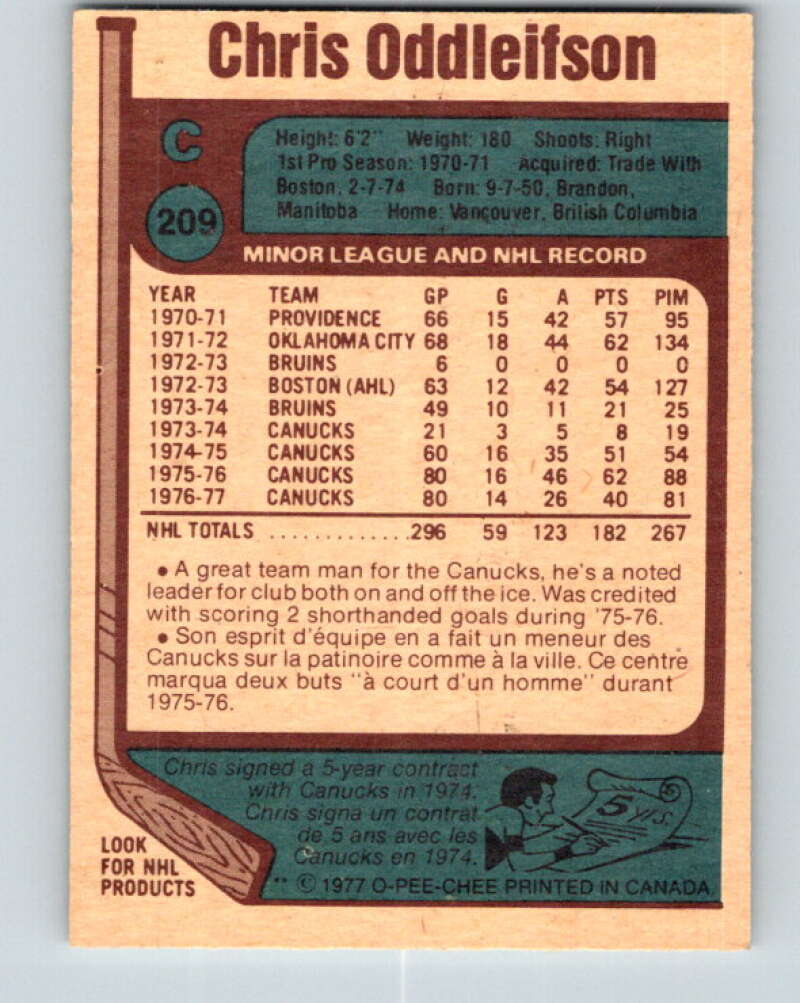 Chris Oddleifson
C
Height: 6'2" Weight: 180 Shoots: Right
1st Pro Season: 1970-71 Acquired: Trade With
Boston, 2-7-74 Born: 9-7-50, Brandon,
Manitoba Home: Vancouver, British Columbia
209
MINOR LEAGUE AND NHL RECORD
YEAR TEAM GP G A PTS PIM
1970-71 PROVIDENCE 66 15 42 57 95
1971-72 OKLAHOMA CITY 68 18 44 62 134
1972-73 BRUINS 6 0 0 0 0
1972-73 BOSTON (AHL) 63 12 42 54 127
1973-74 BRUINS 49 10 11 21 25
1973-74 CANUCKS 21 3 5 8 19
1974-75 CANUCKS 60 16 35 51 54
1975-76 CANUCKS 80 16 46 62 88
1976-77 CANUCKS 80 14 26 40 81
NHL TOTALS .............296 59 123 182 267
• A great team man for the Canucks, he's a noted
leader for club both on and off the ice. Was credited
with scoring 2 shorthanded goals during '75-76.
• Son esprit d'équipe en a fait un meneur des
Canucks sur la patinoire comme à la ville. Ce centre
marqua deux buts "à court d'un homme" durant
1975-76.
Chris signed a 5-year contract
with Canucks in 1974.
Chris signa un contrat
de 5 ans avec les
Canucks en 1974.
5 yrs.
LOOK
FOR NHL
PRODUCTS
** © 1977 O-PEE-CHEE PRINTED IN CANADA